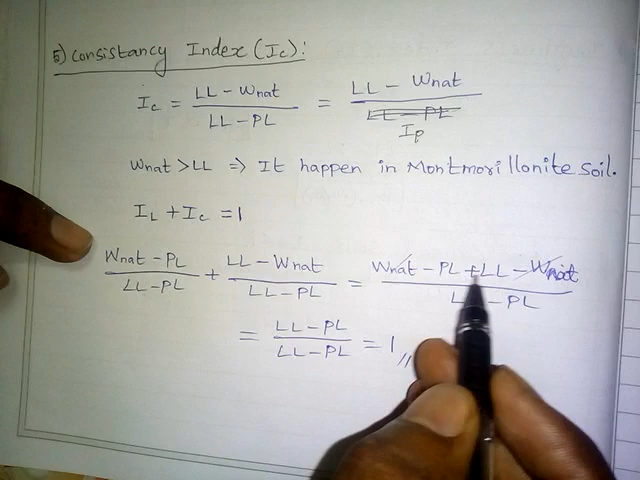 5) Consistancy Index (Ic):
Ic = LL - Wnat / LL - PL = LL - Wnat / LL - PL Ip
Wnat > LL ⇒ It happen in Montmorillonite soil.
IL + Ic = 1
Wnat - PL / LL - PL + LL - Wnat / LL - PL = Wnat - PL + LL - Wnat / LL - PL
= LL - PL / LL - PL = 1,,